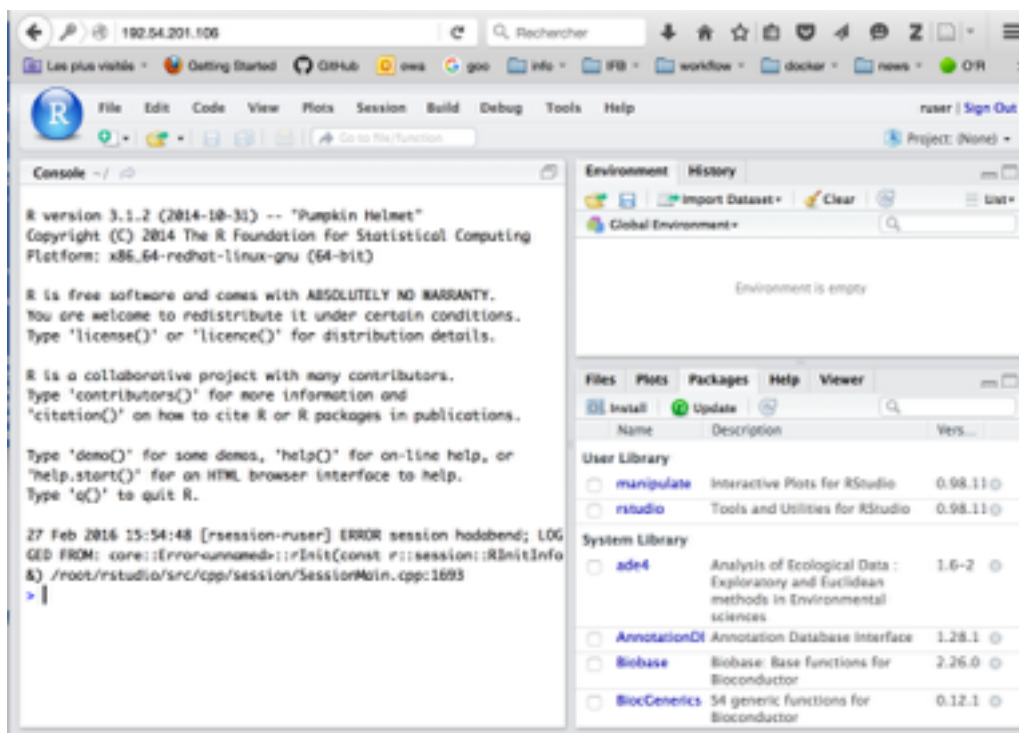 192.54.201.106
Rechercher
Les plus visités
Getting Started
GitHub
owa
goo
info
IFB
workflow
docker
news
O'R
R
File Edit Code View Plots Session Build Debug Tools Help
ruser | Sign Out
Go to file/function
Project: (None)
Console ~/
R version 3.1.2 (2014-10-31) -- "Pumpkin Helmet"
Copyright (C) 2014 The R Foundation for Statistical Computing
Platform: x86_64-redhat-linux-gnu (64-bit)
R is free software and comes with ABSOLUTELY NO WARRANTY.
You are welcome to redistribute it under certain conditions.
Type 'license()' or 'licence()' for distribution details.
R is a collaborative project with many contributors.
Type 'contributors()' for more information and
'citation()' on how to cite R or R packages in publications.
Type 'demo()' for some demos, 'help()' for on-line help, or
'help.start()' for an HTML browser interface to help.
Type 'q()' to quit R.
27 Feb 2016 15:54:48 [rsession-ruser] ERROR session hadabend; LOG
GED FROM: core::Error<unnamed>::rInit(const r::session::RInitInfo
&) /root/rstudio/src/cpp/session/SessionMain.cpp:1693
>
Environment History
Import Dataset Clear List
Global Environment
Environment is empty
Files Plots Packages Help Viewer
Install Update
Name Description Vers...
User Library
manipulate Interactive Plots for RStudio 0.98.11
rstudio Tools and Utilities for RStudio 0.98.11
System Library
ade4 Analysis of Ecological Data : 1.6-2
Exploratory and Euclidean
methods in Environmental
sciences
AnnotationDI Annotation Database Interface 1.28.1
Biobase Biobase: Base functions for 2.26.0
Bioconductor
BiocGenerics S4 generic functions for 0.12.1
Bioconductor